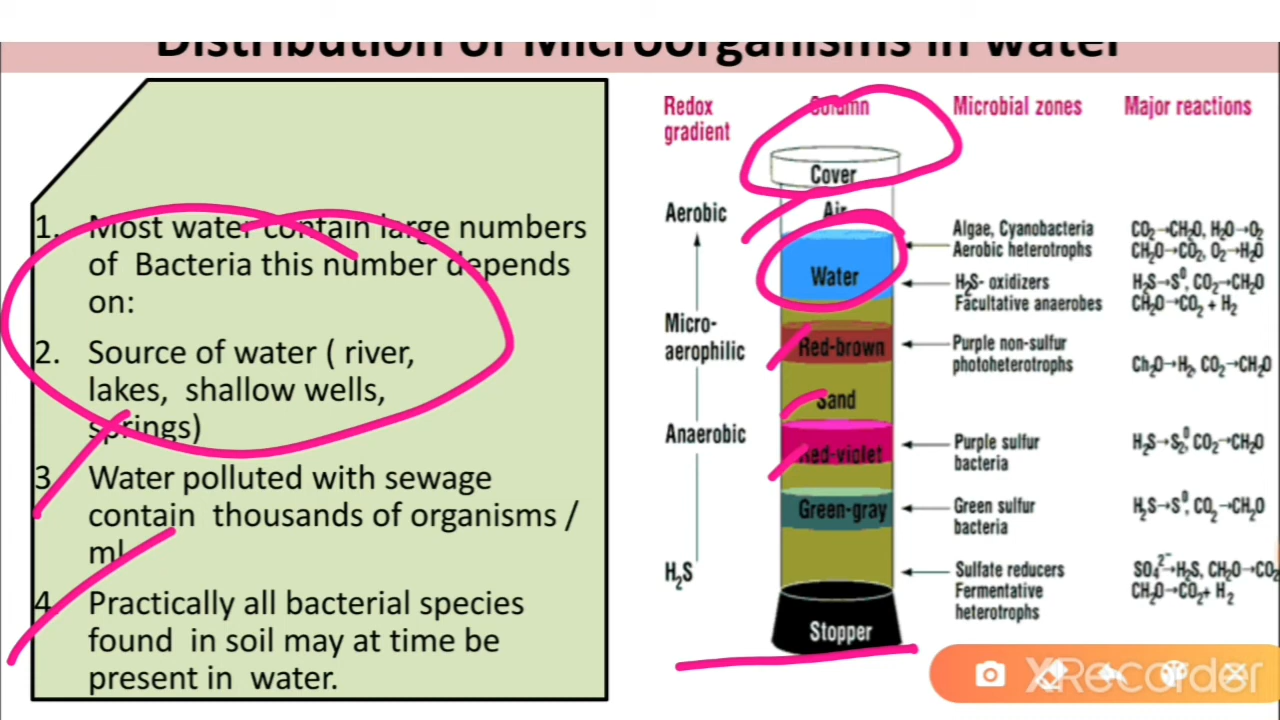 Distribution of Microorganisms in water
1. Most water contain large numbers
of Bacteria this number depends
on:
2. Source of water ( river,
lakes, shallow wells,
springs)
3. Water polluted with sewage
contain thousands of organisms /
ml
4. Practically all bacterial species
found in soil may at time be
present in water.
Redox
gradient
Column
Microbial zones
Major reactions
Cover
Aerobic
Air
Algae, Cyanobacteria
CO₂→CH₂O, H₂O→O₂
Aerobic heterotrophs
CH₂O→CO₂, O₂→H₂O
Water
H₂S- oxidizers
H₂S→S⁰, CO₂→CH₂O
Facultative anaerobes
CH₂O→CO₂ + H₂
Micro-
aerophilic
Red-brown
Purple non-sulfur
photoheterotrophs
Ch₂O→H₂, CO₂→CH₂O
Sand
Anaerobic
Red-violet
Purple sulfur
bacteria
H₂S→S₂⁰, CO₂→CH₂O
Green-gray
Green sulfur
bacteria
H₂S→S⁰, CO₂→CH₂O
H₂S
Sulfate reducers
SO₄²⁻→H₂S, CH₂O→CO₂
Fermentative
heterotrophs
CH₂O→CO₂+ H₂
Stopper
XRecorder